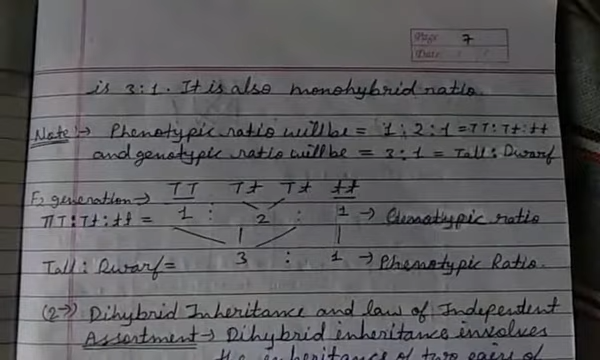 Page 7
Date
is 3:1. It is also monohybrid ratio.
Note:→ Phenotypic ratio will be = 1:2:1 = TT:Tt:tt
and genotypic ratio will be = 3:1 = Tall:Dwarf
F2 generation → TT Tt Tt tt
TT:Tt:tt = 1 : 2 : 1 → Genotypic ratio
Tall:Dwarf = 3 : 1 → Phenotypic Ratio.
(2→) Dihybrid Inheritance and law of Independent
Assortment → Dihybrid inheritance involves
the inheritance of two pairs of